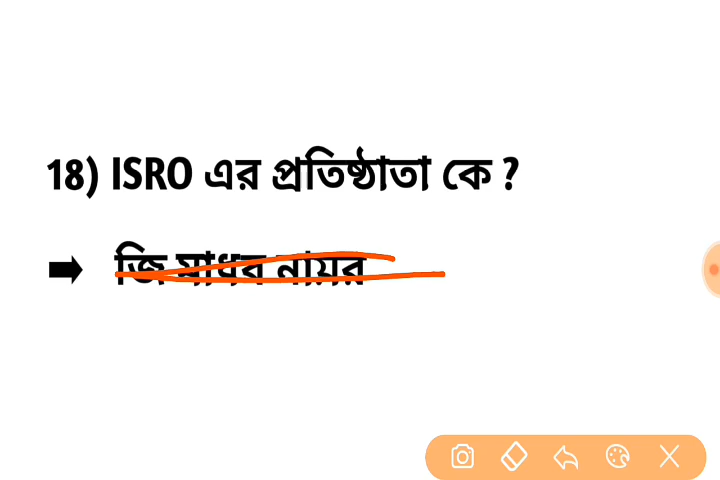 18) ISRO এর প্রতিষ্ঠাতা কে ?
➡ জি মাধব নায়র